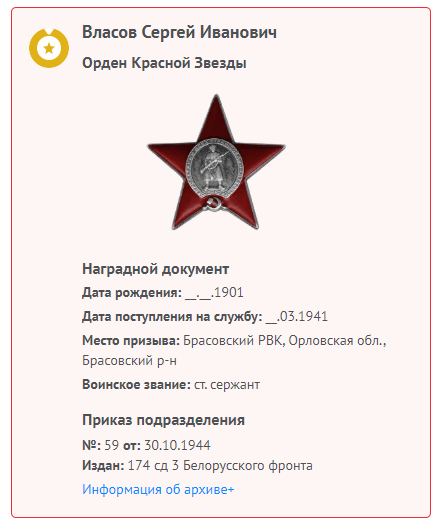 Власов Сергей Иванович
Орден Красной Звезды
Наградной документ
Дата рождения: __.__.1901
Дата поступления на службу: __.03.1941
Место призыва: Брасовский РВК, Орловская обл.,
Брасовский р-н
Воинское звание: ст. сержант
Приказ подразделения
№: 59 от: 30.10.1944
Издан: 174 сд 3 Белорусского фронта
Информация об архиве+